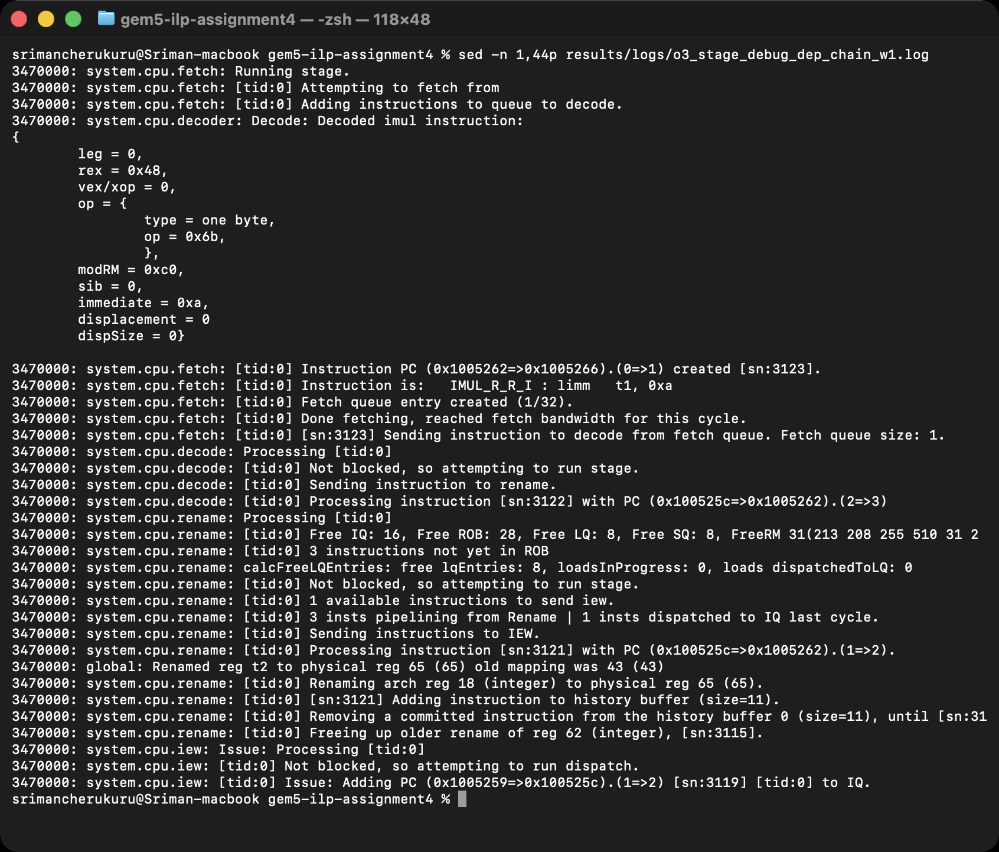 gem5-ilp-assignment4 — -zsh — 118×48
srimancherukuru@Sriman-macbook gem5-ilp-assignment4 % sed -n 1,44p results/logs/o3_stage_debug_dep_chain_w1.log
3470000: system.cpu.fetch: Running stage.
3470000: system.cpu.fetch: [tid:0] Attempting to fetch from
3470000: system.cpu.fetch: [tid:0] Adding instructions to queue to decode.
3470000: system.cpu.decoder: Decode: Decoded imul instruction:
{
        leg = 0,
        rex = 0x48,
        vex/xop = 0,
        op = {
                type = one byte,
                op = 0x6b,
                },
        modRM = 0xc0,
        sib = 0,
        immediate = 0xa,
        displacement = 0
        dispSize = 0}
3470000: system.cpu.fetch: [tid:0] Instruction PC (0x1005262=>0x1005266).(0=>1) created [sn:3123].
3470000: system.cpu.fetch: [tid:0] Instruction is:   IMUL_R_R_I : limm   t1, 0xa
3470000: system.cpu.fetch: [tid:0] Fetch queue entry created (1/32).
3470000: system.cpu.fetch: [tid:0] Done fetching, reached fetch bandwidth for this cycle.
3470000: system.cpu.fetch: [tid:0] [sn:3123] Sending instruction to decode from fetch queue. Fetch queue size: 1.
3470000: system.cpu.decode: Processing [tid:0]
3470000: system.cpu.decode: [tid:0] Not blocked, so attempting to run stage.
3470000: system.cpu.decode: [tid:0] Sending instruction to rename.
3470000: system.cpu.decode: [tid:0] Processing instruction [sn:3122] with PC (0x100525c=>0x1005262).(2=>3)
3470000: system.cpu.rename: Processing [tid:0]
3470000: system.cpu.rename: [tid:0] Free IQ: 16, Free ROB: 28, Free LQ: 8, Free SQ: 8, FreeRM 31(213 208 255 510 31 2
3470000: system.cpu.rename: [tid:0] 3 instructions not yet in ROB
3470000: system.cpu.rename: calcFreeLQEntries: free lqEntries: 8, loadsInProgress: 0, loads dispatchedToLQ: 0
3470000: system.cpu.rename: [tid:0] Not blocked, so attempting to run stage.
3470000: system.cpu.rename: [tid:0] 1 available instructions to send iew.
3470000: system.cpu.rename: [tid:0] 3 insts pipelining from Rename | 1 insts dispatched to IQ last cycle.
3470000: system.cpu.rename: [tid:0] Sending instructions to IEW.
3470000: system.cpu.rename: [tid:0] Processing instruction [sn:3121] with PC (0x100525c=>0x1005262).(1=>2).
3470000: global: Renamed reg t2 to physical reg 65 (65) old mapping was 43 (43)
3470000: system.cpu.rename: [tid:0] Renaming arch reg 18 (integer) to physical reg 65 (65).
3470000: system.cpu.rename: [tid:0] [sn:3121] Adding instruction to history buffer (size=11).
3470000: system.cpu.rename: [tid:0] Removing a committed instruction from the history buffer 0 (size=11), until [sn:31
3470000: system.cpu.rename: [tid:0] Freeing up older rename of reg 62 (integer), [sn:3115].
3470000: system.cpu.iew: Issue: Processing [tid:0]
3470000: system.cpu.iew: [tid:0] Not blocked, so attempting to run dispatch.
3470000: system.cpu.iew: [tid:0] Issue: Adding PC (0x1005259=>0x100525c).(1=>2) [sn:3119] [tid:0] to IQ.
srimancherukuru@Sriman-macbook gem5-ilp-assignment4 %